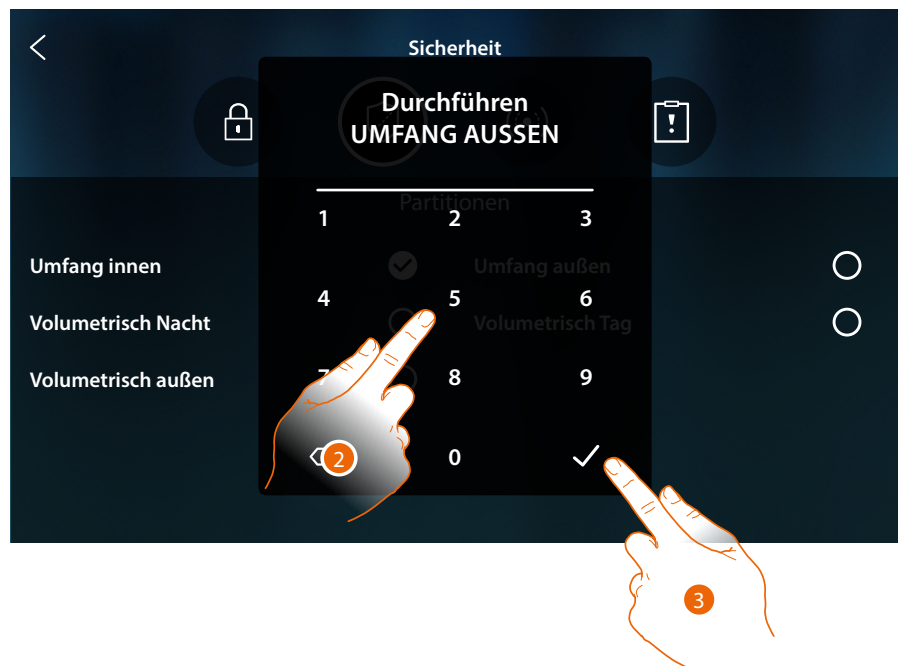 Sicherheit
Durchführen
UMFANG AUSSEN
Partitionen
1 2 3
Umfang innen
Umfang außen
4 5 6
Volumetrisch Nacht
Volumetrisch Tag
Volumetrisch außen
7 8 9
2
0
3